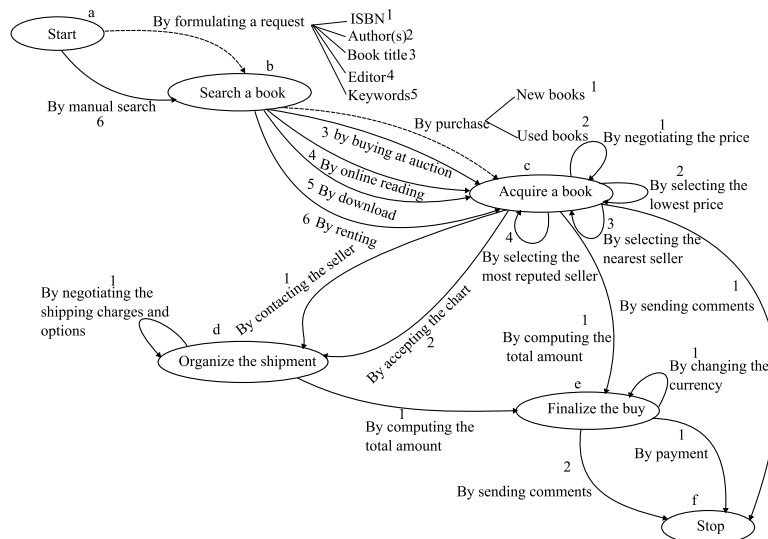 a
Start
By formulating a request
ISBN 1
Author(s) 2
Book title 3
Editor 4
Keywords 5
b
Search a book
By manual search
6
By purchase
New books 1
Used books 2
3 by buying at auction
4 By online reading
5 By download
6 By renting
c
Acquire a book
1
By negotiating the price
2
By selecting the
lowest price
3
By selecting the
nearest seller
4
By selecting the
most reputed seller
1
By contacting the seller
By accepting the chart
2
1
By sending comments
1
By negotiating the
shipping charges and
options
d
Organize the shipment
1
By computing the
total amount
1
By computing the
total amount
e
Finalize the buy
1
By changing the
currency
1
By payment
2
By sending comments
f
Stop